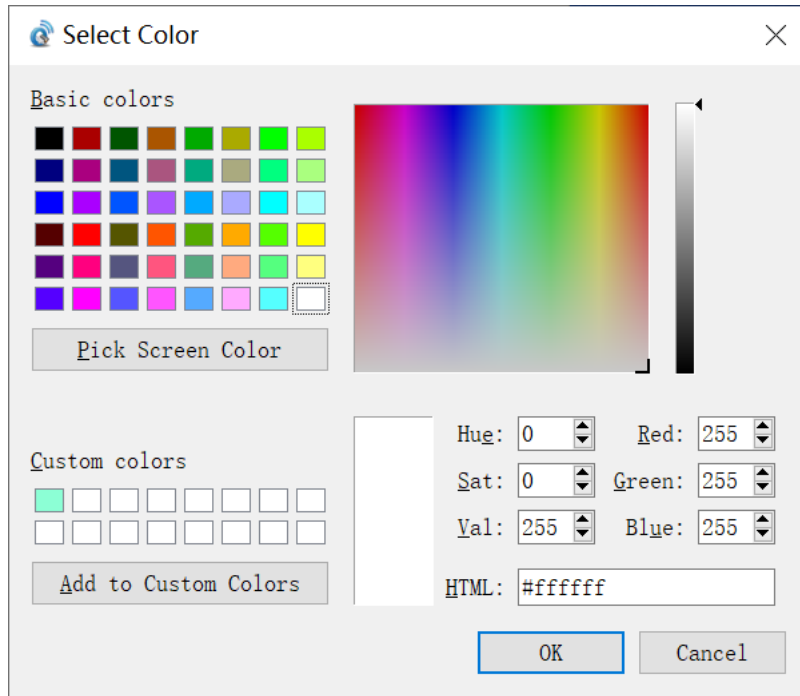 Select Color
Basic colors
Pick Screen Color
Custom colors
Add to Custom Colors
Hue: 0 Red: 255
Sat: 0 Green: 255
Val: 255 Blue: 255
HTML: #ffffff
OK Cancel